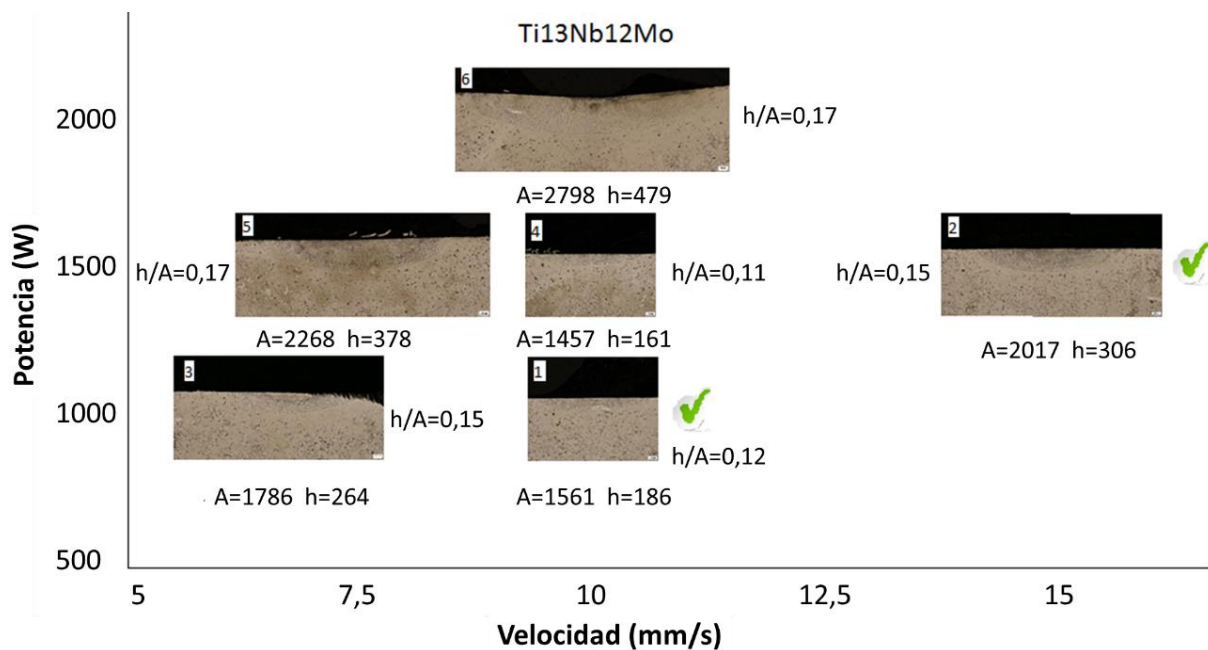 Ti13Nb12Mo
6
2000
h/A=0,17
A=2798 h=479
5
4
2
1500
h/A=0,17
h/A=0,11
h/A=0,15
A=2268 h=378
A=1457 h=161
A=2017 h=306
3
1
1000
h/A=0,15
h/A=0,12
A=1786 h=264
A=1561 h=186
500
5
7,5
10
12,5
15
Potencia (W)
Velocidad (mm/s)